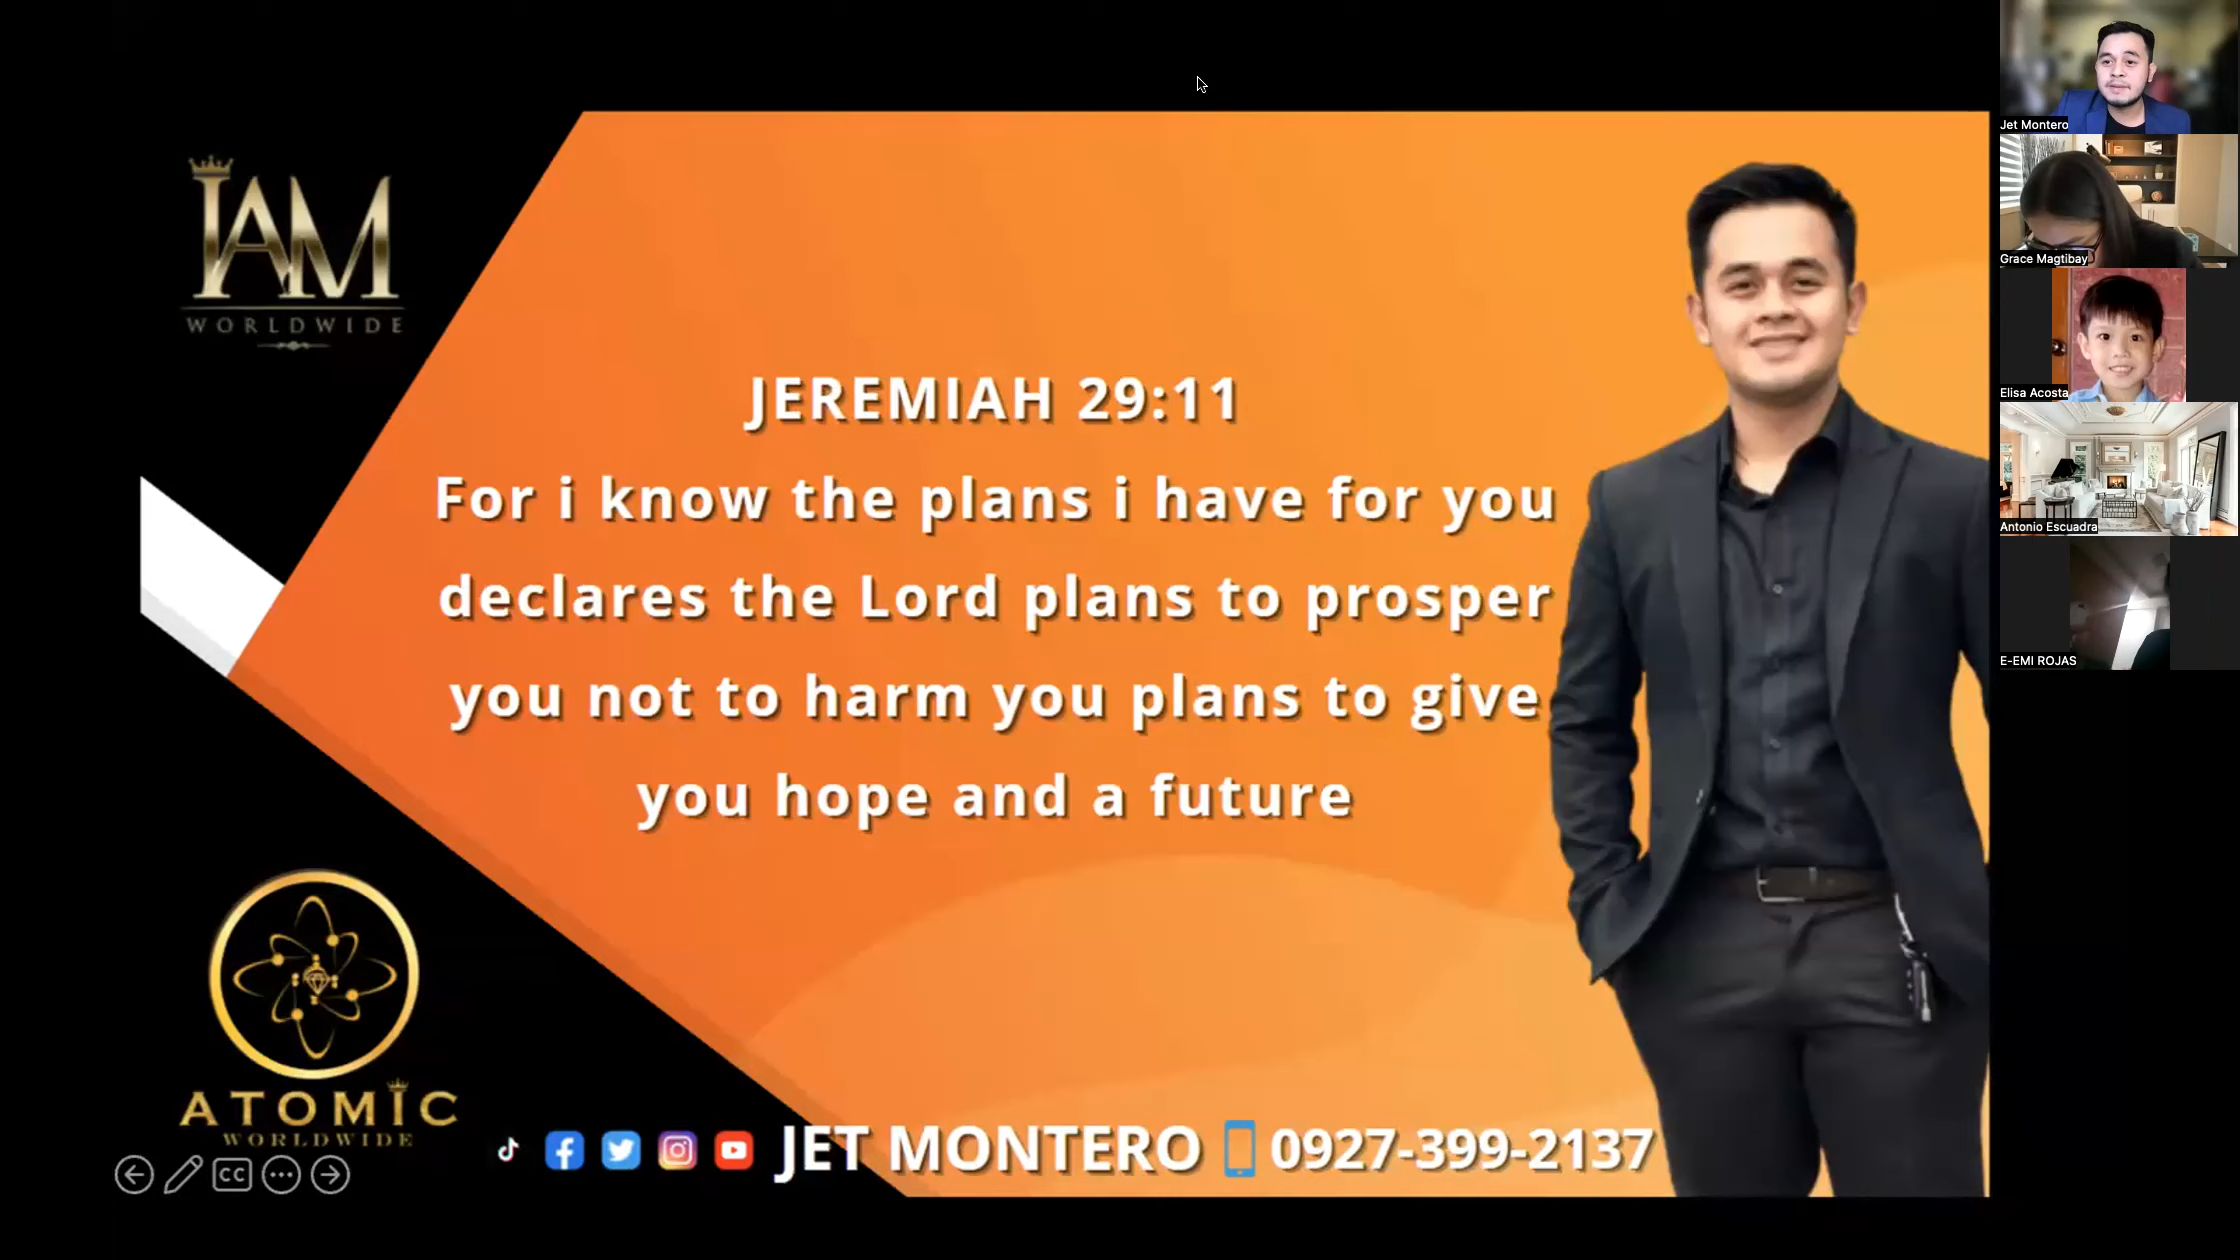 IAM
WORLDWIDE
JEREMIAH 29:11
For i know the plans i have for you
declares the Lord plans to prosper
you not to harm you plans to give
you hope and a future
ATOMIC
WORLDWIDE
JET MONTERO 0927-399-2137
CC
Jet Montero
Grace Magtibay
Elisa Acosta
Antonio Escuadra
E-EMI ROJAS